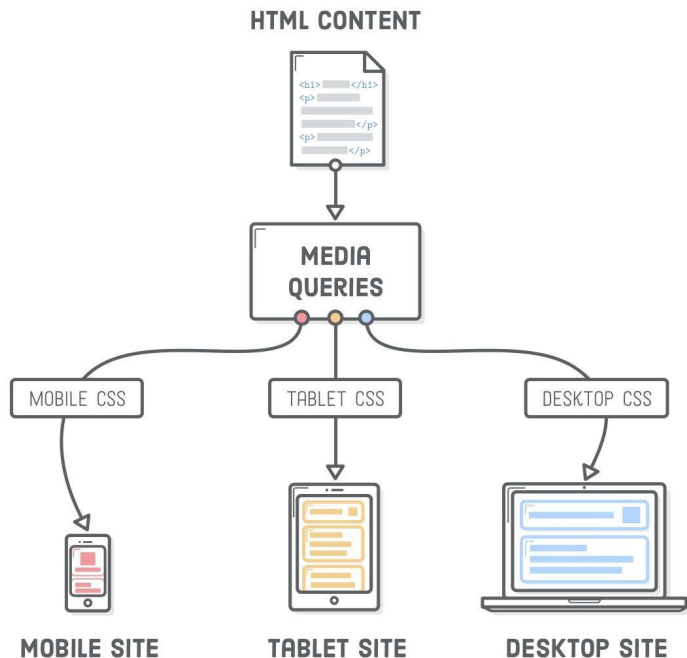 HTML CONTENT
<h1> </h1>
<p>
</p>
<p>
</p>
MEDIA
QUERIES
MOBILE CSS
TABLET CSS
DESKTOP CSS
MOBILE SITE
TABLET SITE
DESKTOP SITE